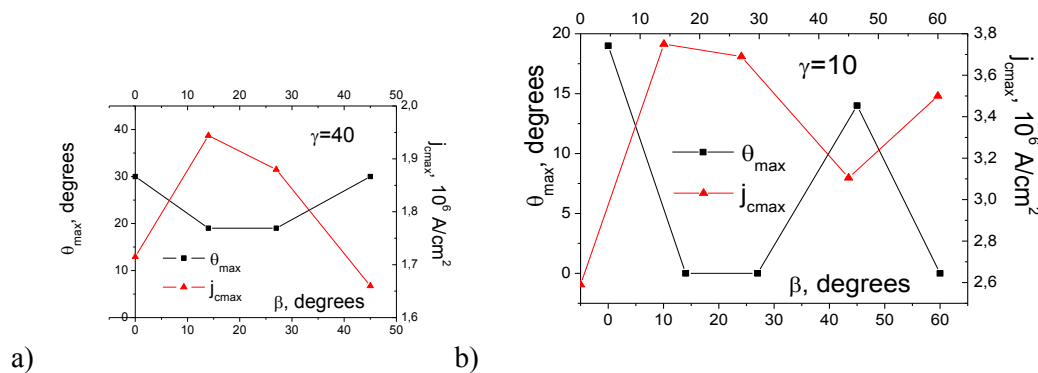 0 10 20 30 40 50
2,0
1,9
1,8
1,7
1,6
40
30
20
10
0
θmax, degrees
jcmax, 10^6 A/cm^2
γ=40
θmax
jcmax
β, degrees
0 10 20 30 40 50
a)
0 10 20 30 40 50 60
3,8
3,6
3,4
3,2
3,0
2,8
2,6
20
15
10
5
0
θmax, degrees
jcmax, 10^6 A/cm^2
γ=10
θmax
jcmax
β, degrees
0 10 20 30 40 50 60
b)